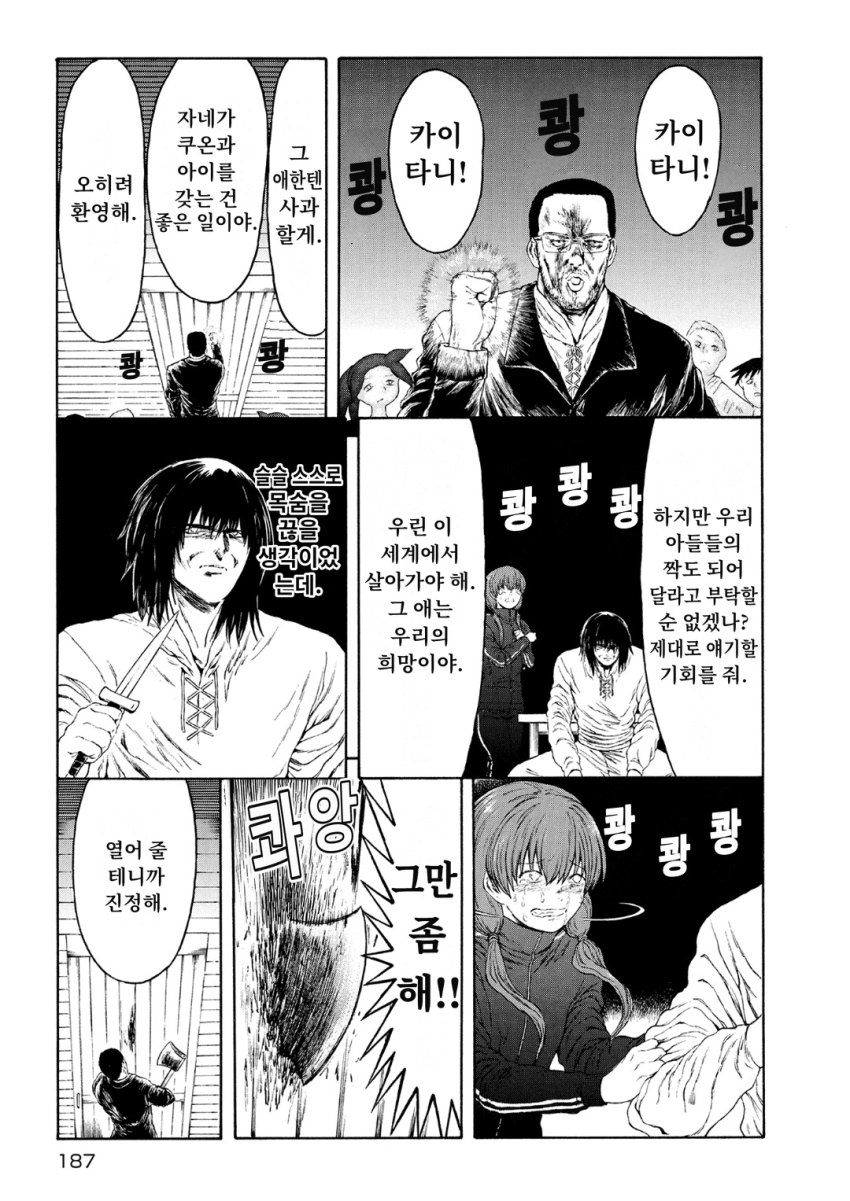 카이
타니!
카이
타니!
쾅
쾅
쾅
그
애한텐
사과
할게.
자네가
쿠온과
아이를
갖는 건
좋은 일이야.
오히려
환영해.
쾅
쾅
하지만 우리
아들들의
짝도 되어
달라고 부탁할
순 없겠나?
제대로 얘기할
기회를 줘.
쾅
쾅
쾅
우린 이
세계에서
살아가야 해.
그 애는
우리의
희망이야.
슬슬 스스로
목숨을
끊을
생각이었
는데.
쾅
쾅
쾅
그만
좀
해!!
콰앙
열어 줄
테니까
진정해.
187